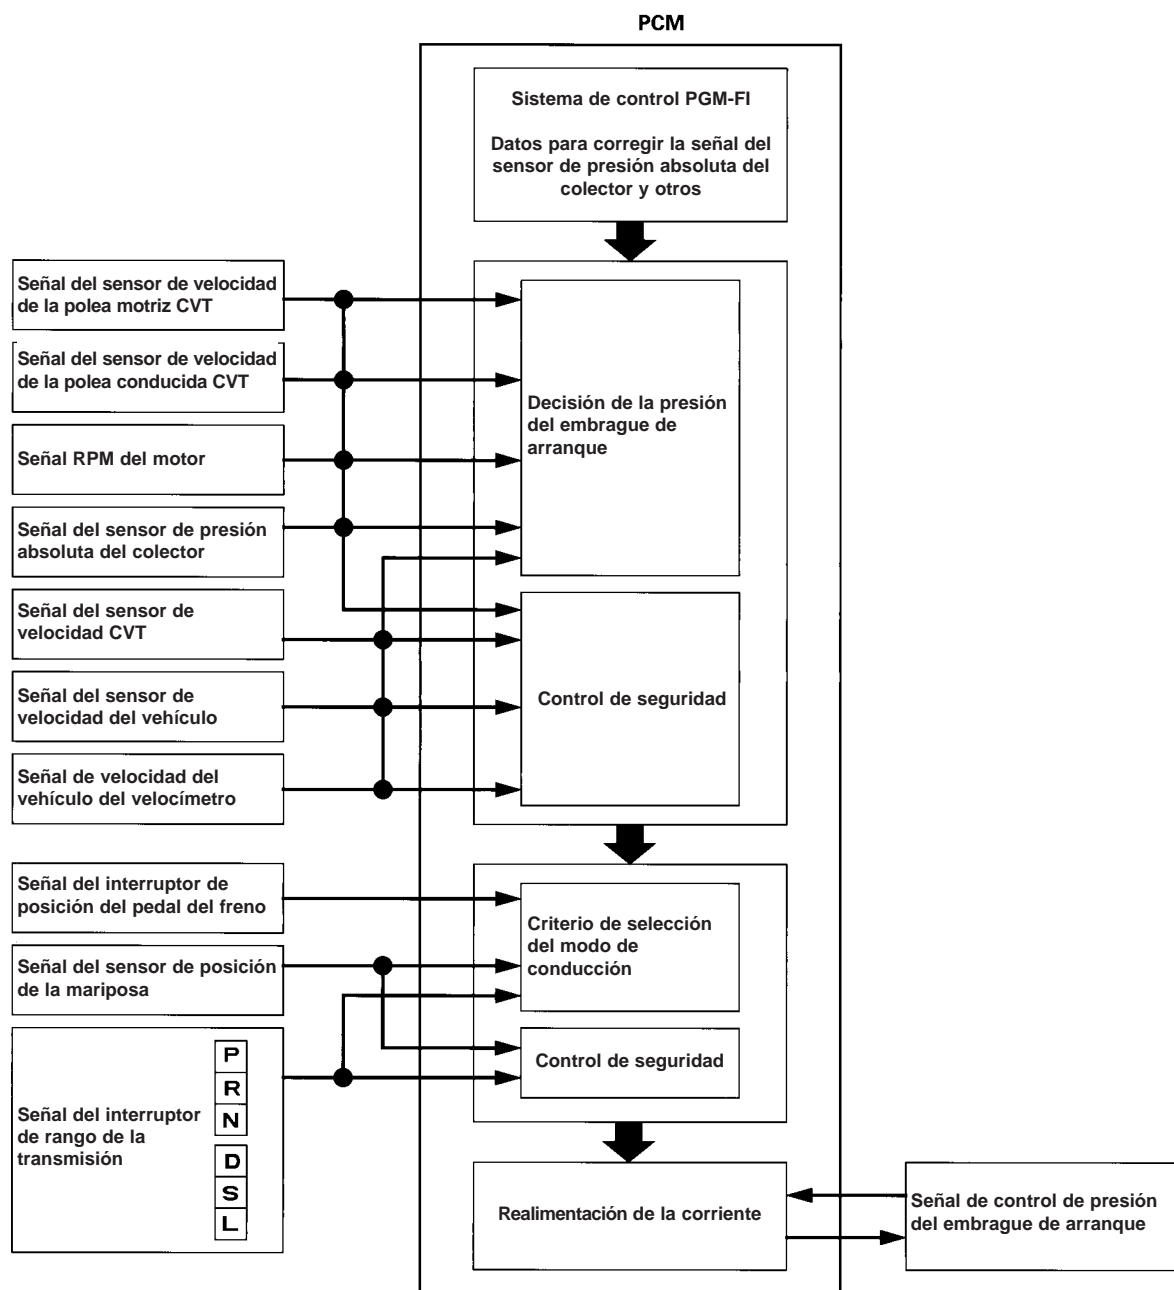 PCM
Sistema de control PGM-FI
Datos para corregir la señal del
sensor de presión absoluta del
colector y otros
Señal del sensor de velocidad
de la polea motriz CVT
Señal del sensor de velocidad
de la polea conducida CVT
Señal RPM del motor
Señal del sensor de presión
absoluta del colector
Señal del sensor de
velocidad CVT
Señal del sensor de
velocidad del vehículo
Señal de velocidad del
vehículo del velocímetro
Decisión de la presión
del embrague de
arranque
Control de seguridad
Señal del interruptor de
posición del pedal del freno
Señal del sensor de posición
de la mariposa
Señal del interruptor
de rango de la
transmisión
P
R
N
D
S
L
Criterio de selección
del modo de
conducción
Control de seguridad
Realimentación de la corriente
Señal de control de presión
del embrague de arranque